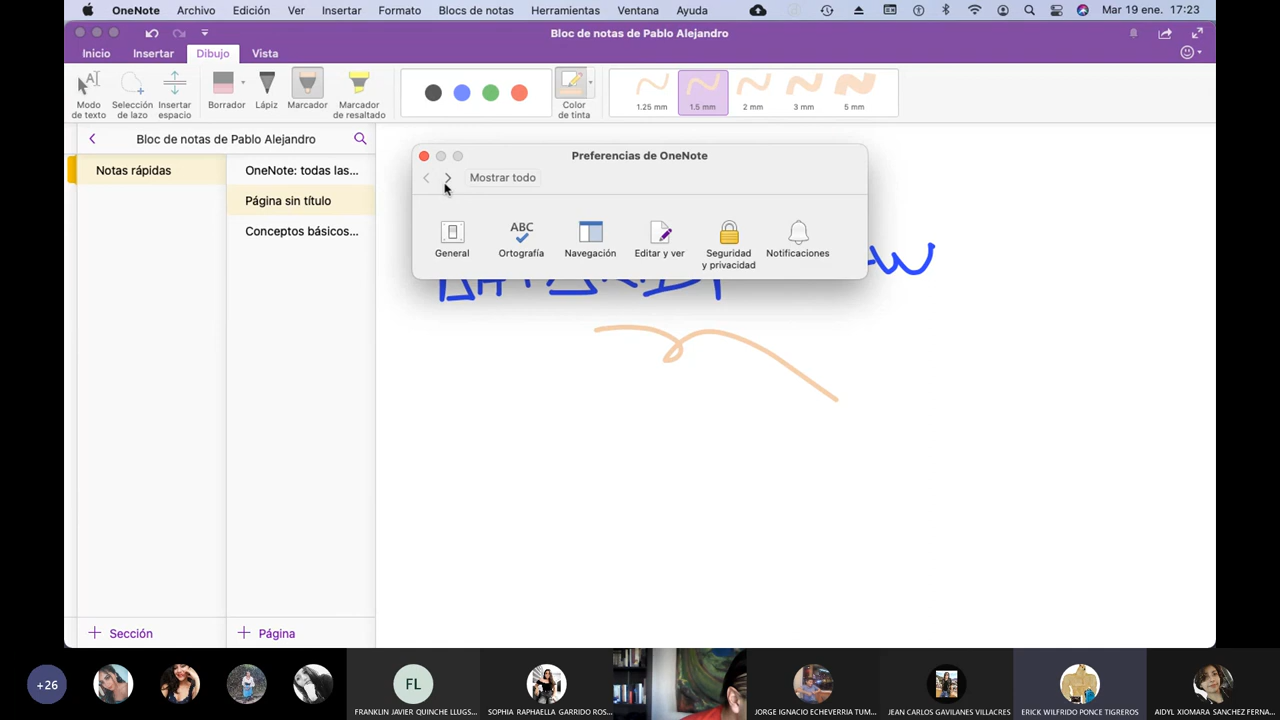 OneNote Archivo Edición Ver Insertar Formato Blocs de notas Herramientas Ventana Ayuda Mar 19 ene. 17:23
Bloc de notas de Pablo Alejandro
Inicio Insertar Dibujo Vista
Modo de texto
Selección de lazo
Insertar espacio
Borrador
Lápiz
Marcador
Marcador de resaltado
Color de tinta
1.25 mm
1.5 mm
2 mm
3 mm
5 mm
Bloc de notas de Pablo Alejandro
Notas rápidas
OneNote: todas las...
Página sin título
Conceptos básicos...
Preferencias de OneNote
Mostrar todo
General
ABC
Ortografía
Navegación
Editar y ver
Seguridad
y privacidad
Notificaciones
+ Sección
+ Página
+26
FL
FRANKLIN JAVIER QUINCHE LLUGS...
SOPHIA RAPHAELLA GARRIDO ROS...
JORGE IGNACIO ECHEVERRIA TUM...
JEAN CARLOS GAVILANES VILLACRES
ERICK WILFRIDO PONCE TIGREROS
AIDYL XIOMARA SANCHEZ FERNA...